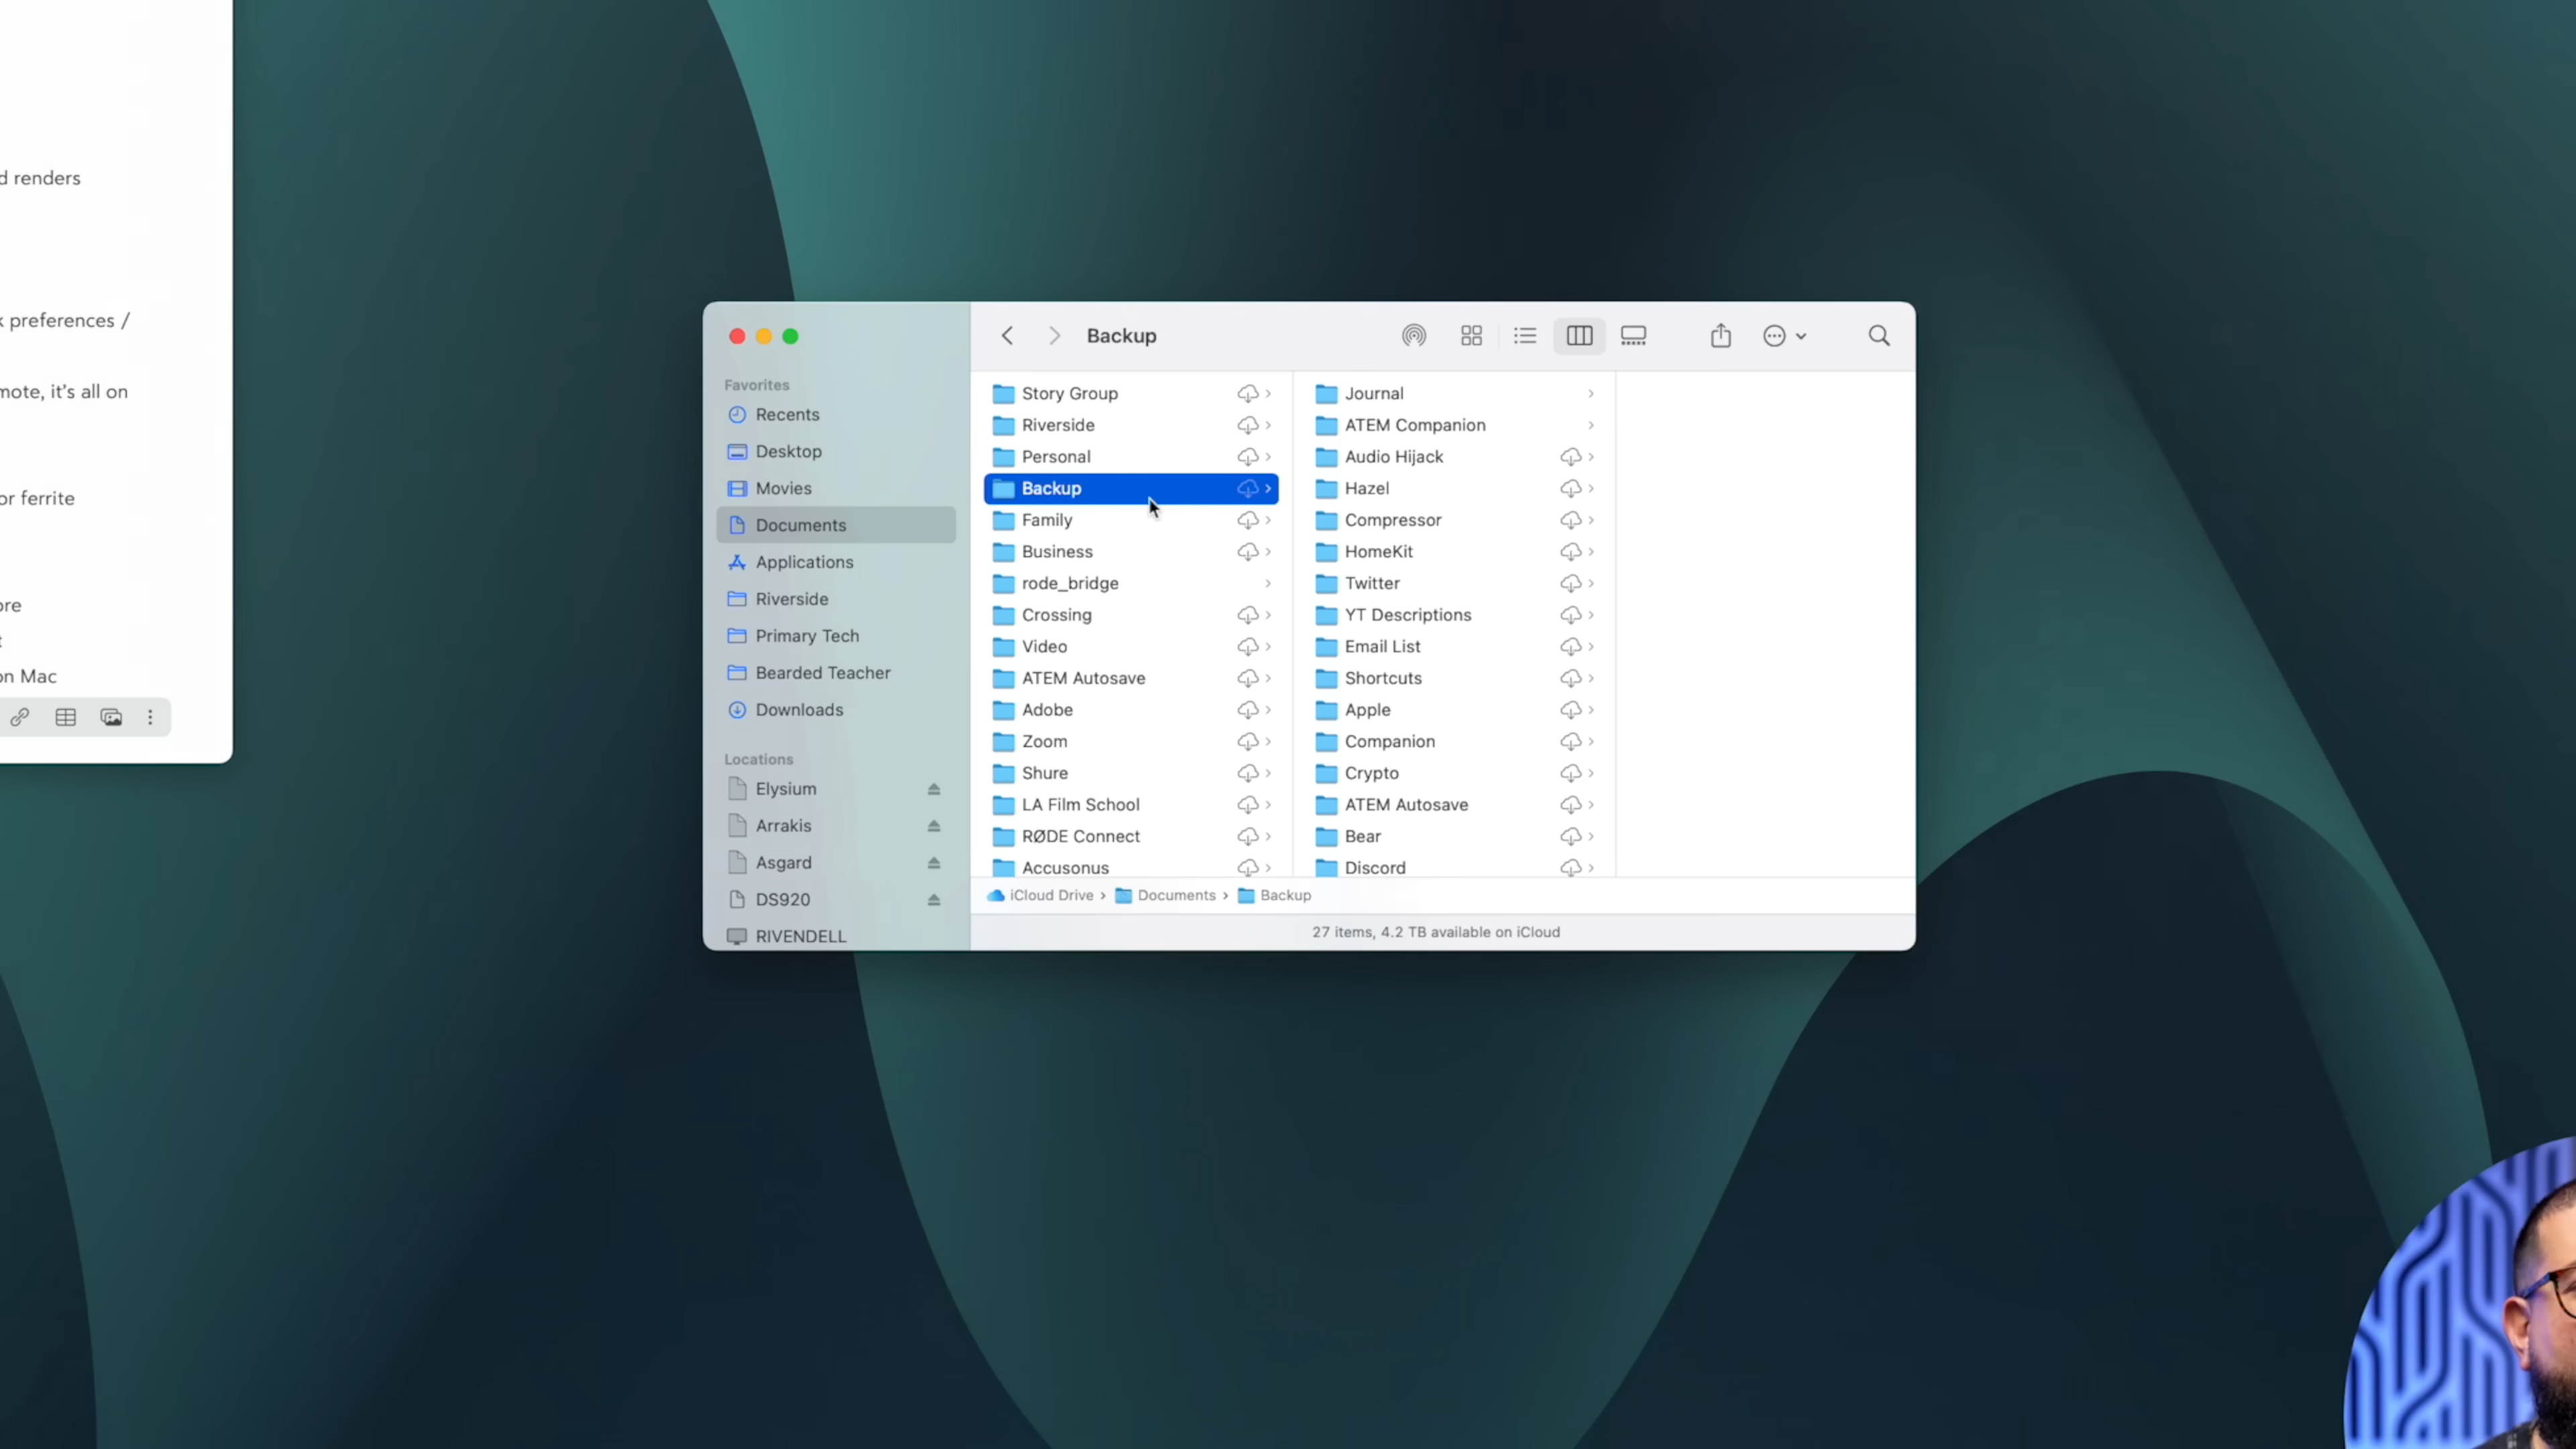 d renders
k preferences /
mote, it's all on
or ferrite
ore
t
on Mac
Backup
Favorites
Recents
Desktop
Movies
Documents
Applications
Riverside
Primary Tech
Bearded Teacher
Downloads
Locations
Elysium
Arrakis
Asgard
DS920
RIVENDELL
Story Group
Riverside
Personal
Backup
Family
Business
rode_bridge
Crossing
Video
ATEM Autosave
Adobe
Zoom
Shure
LA Film School
RØDE Connect
Accusonus
Journal
ATEM Companion
Audio Hijack
Hazel
Compressor
HomeKit
Twitter
YT Descriptions
Email List
Shortcuts
Apple
Companion
Crypto
ATEM Autosave
Bear
Discord
iCloud Drive › Documents › Backup
27 items, 4.2 TB available on iCloud